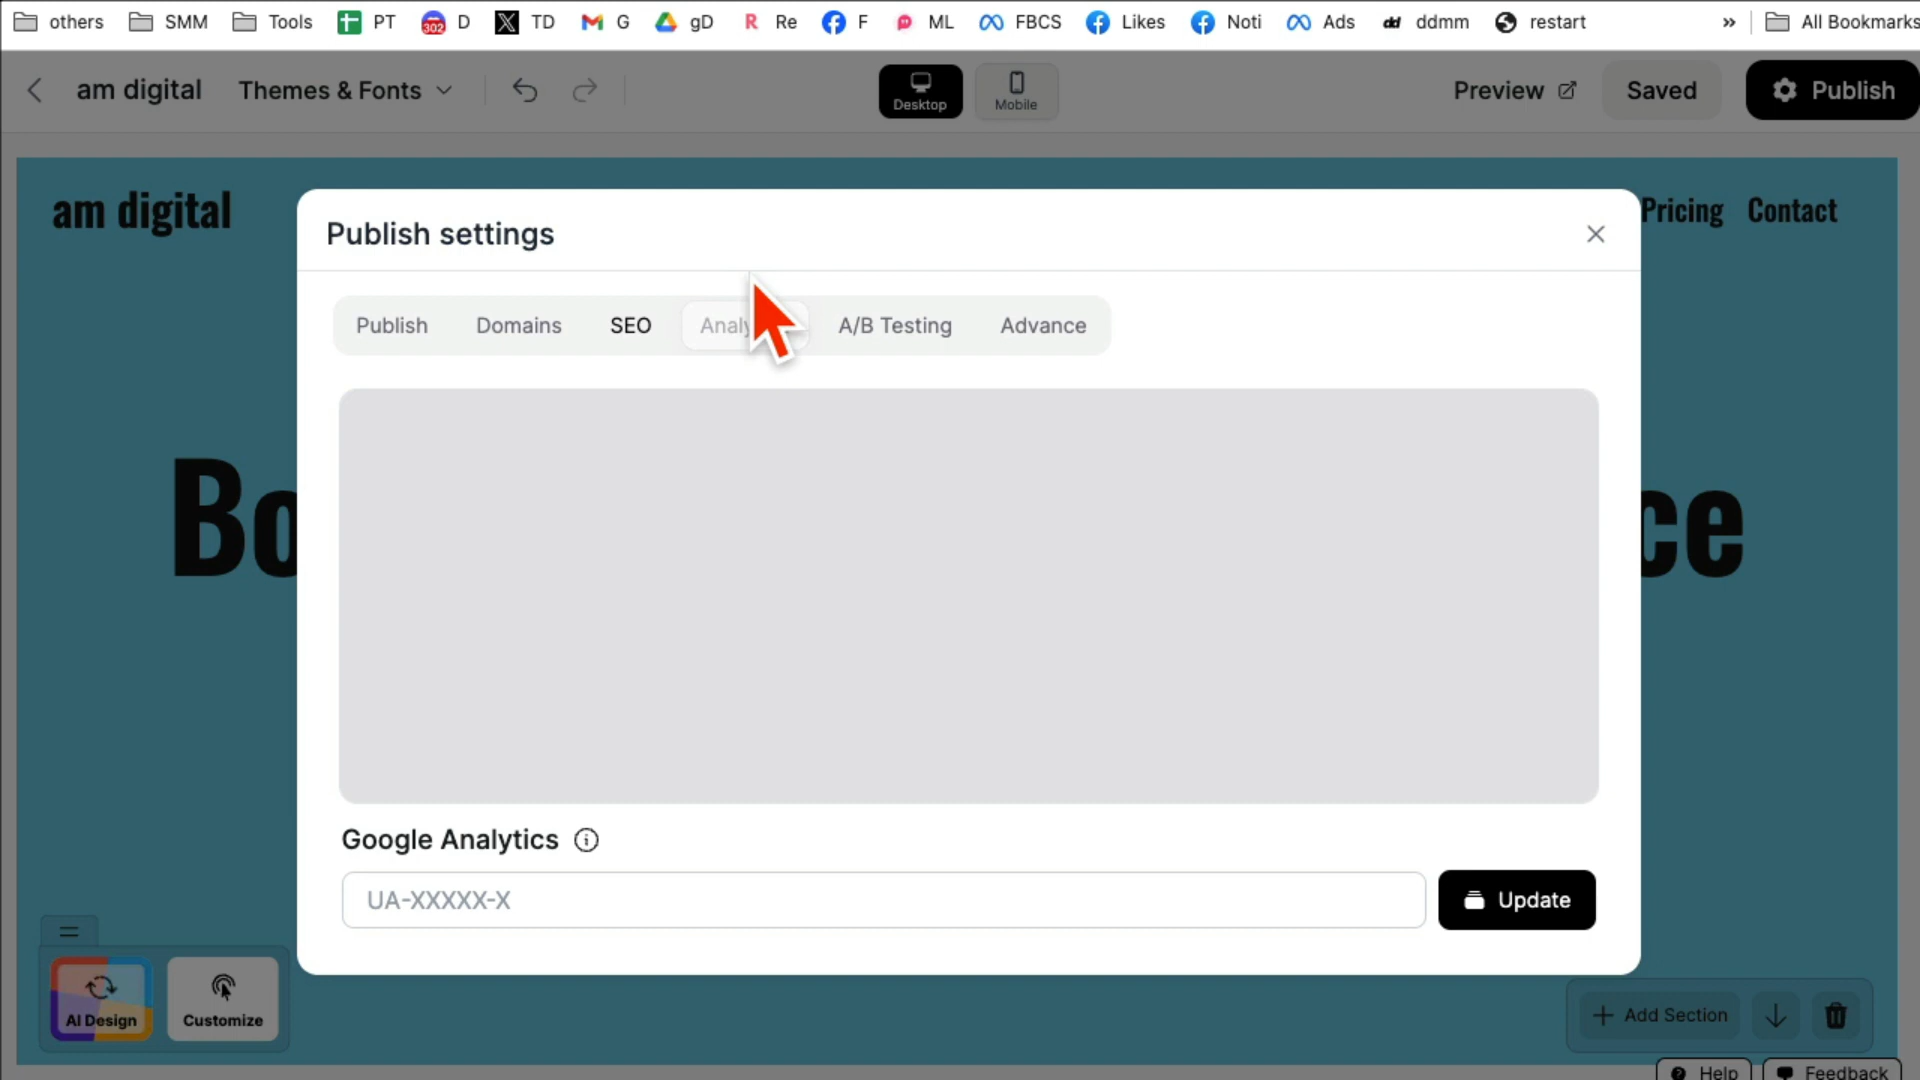 others SMM Tools PT D TD G gD Re F ML FBCS Likes Noti Ads ddmm restart » All Bookmarks
am digital Themes & Fonts Desktop Mobile Preview Saved Publish
am digital Pricing Contact
Publish settings
Publish Domains SEO Analy A/B Testing Advance
Bo ce
Google Analytics
UA-XXXXX-X Update
AI Design Customize + Add Section
Help Feedback